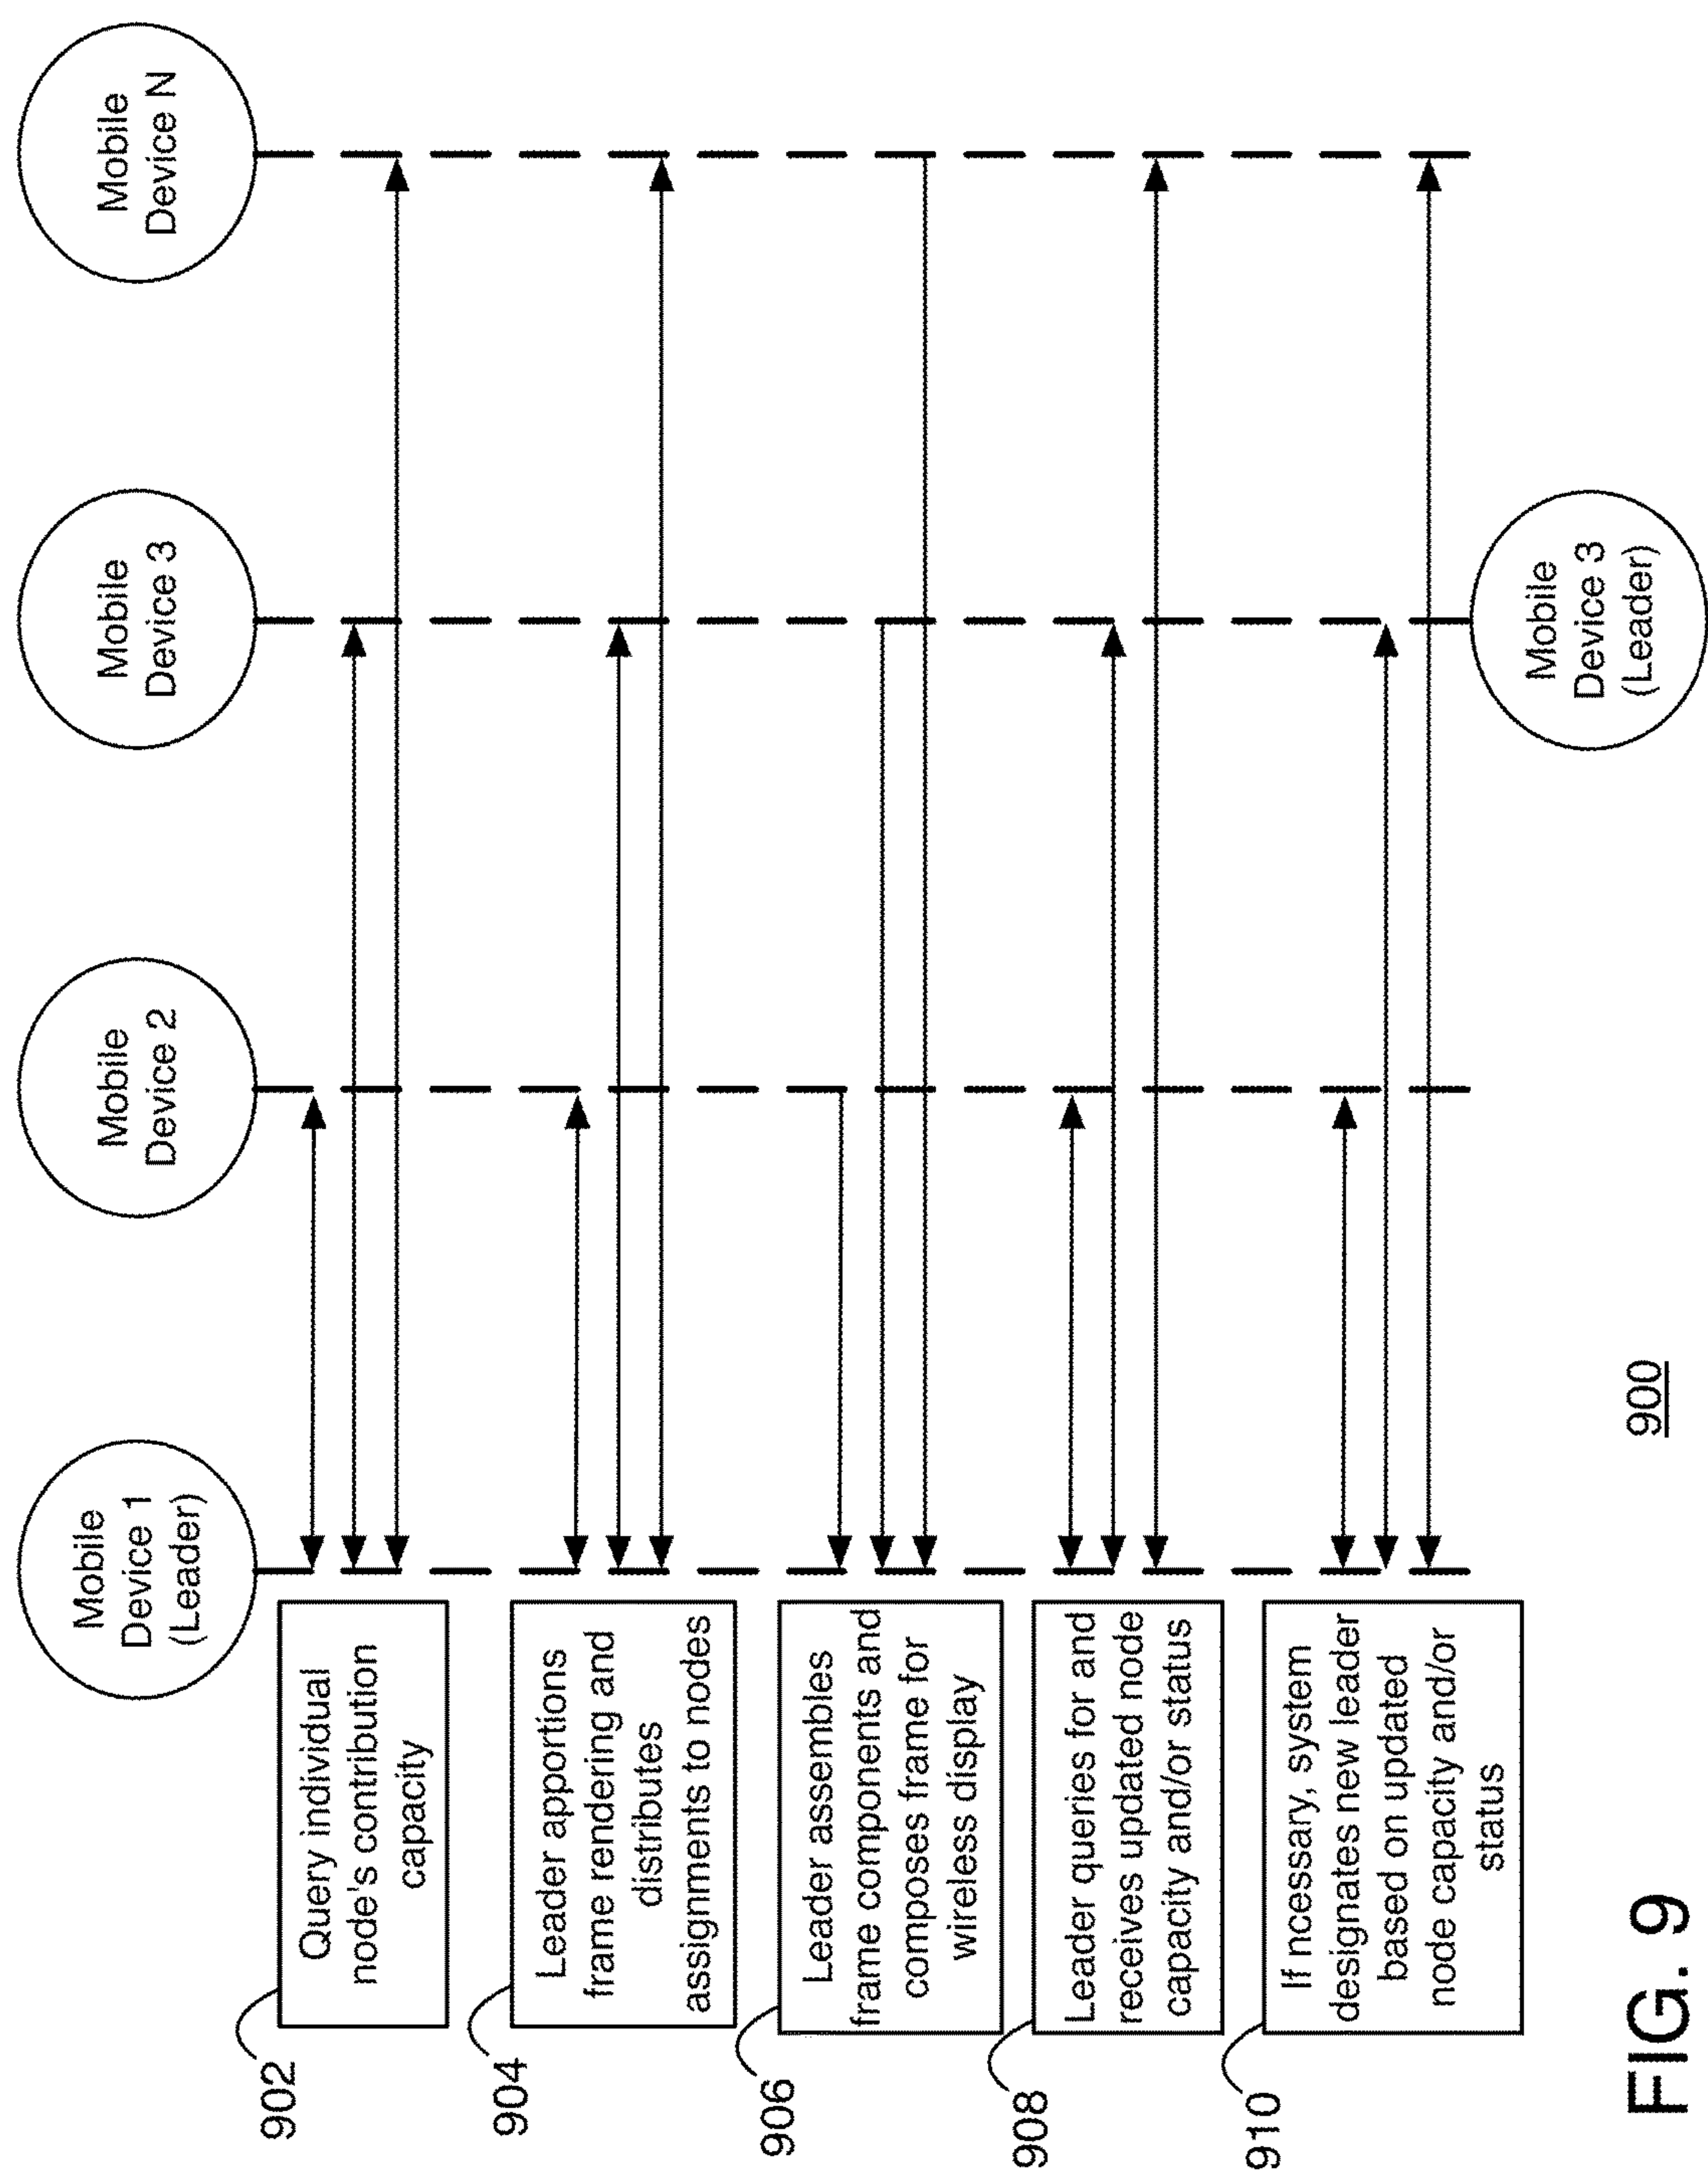 Mobile
Device 1
(Leader)
Mobile
Device 2
Mobile
Device 3
Mobile
Device N
902
Query individual
node's contribution
capacity
904
Leader apportions
frame rendering and
distributes
assignments to nodes
906
Leader assembles
frame components and
composes frame for
wireless display
908
Leader queries for and
receives updated node
capacity and/or status
910
If ncessary, system
designates new leader
based on updated
node capacity and/or
status
Mobile
Device 3
(Leader)
900
FIG. 9